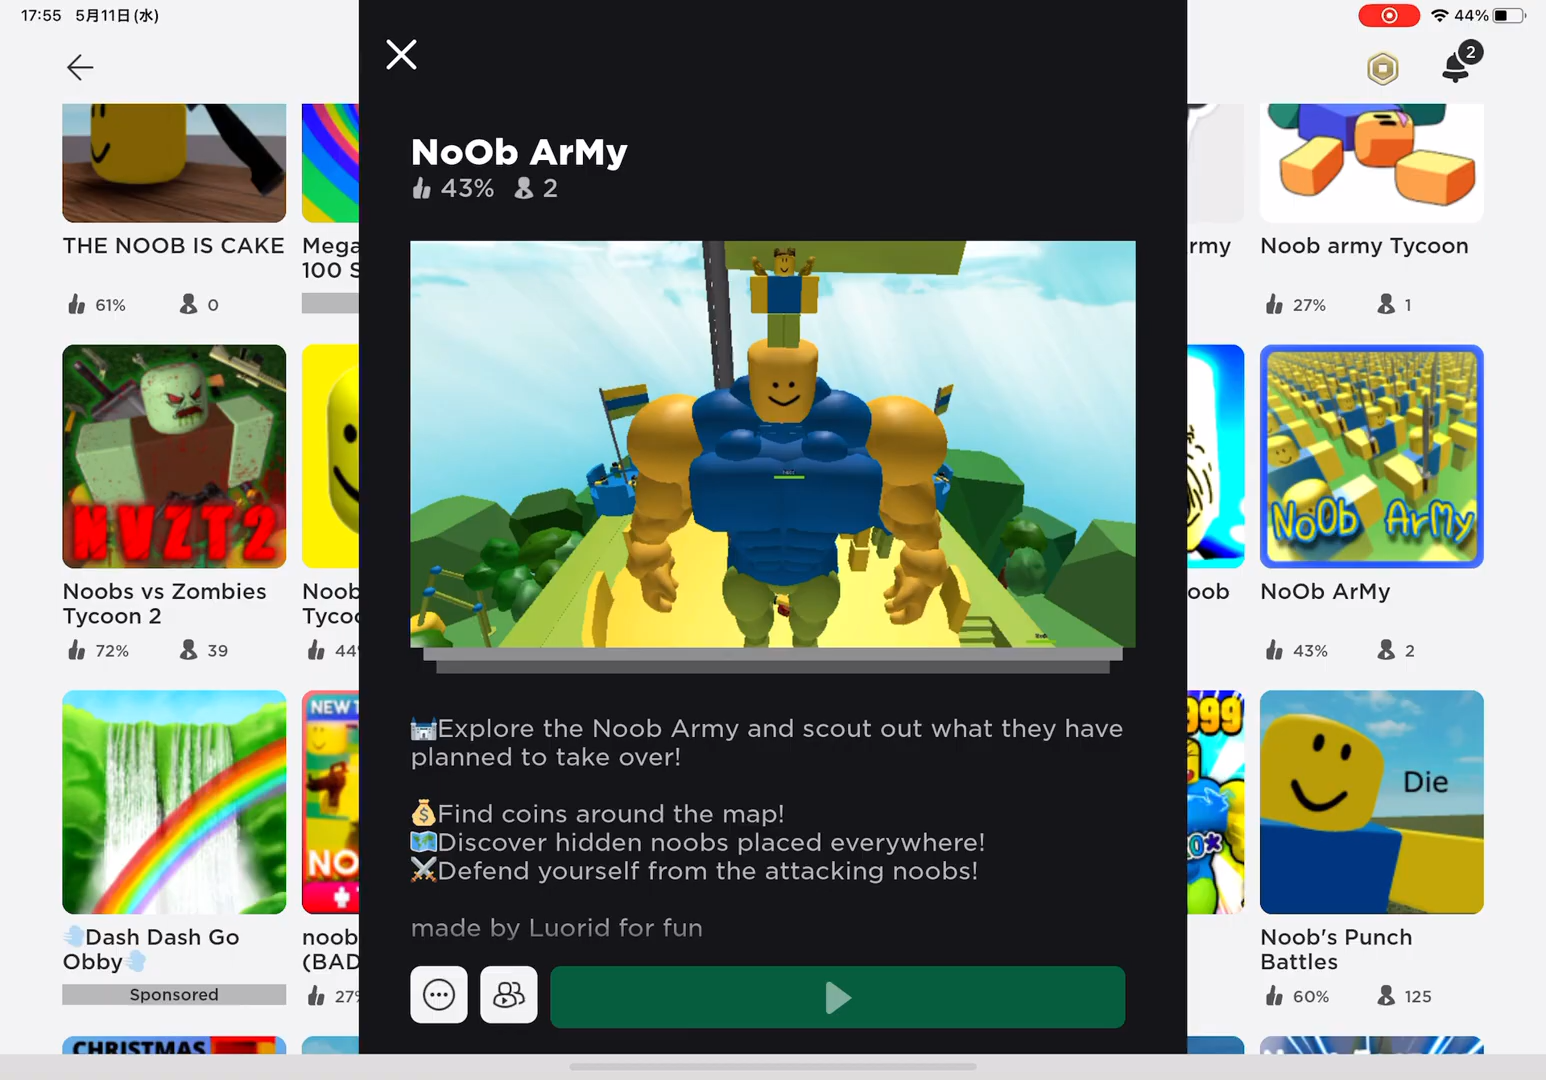 17:55 5月11日(水)
44%
2
NoOb ArMy
43% 2
THE NOOB IS CAKE
61% 0
Mega
100 S
rmy
Noob army Tycoon
27% 1
NVZT2
Noobs vs Zombies
Tycoon 2
72% 39
Noob
Tyco
44
oob
NoOb ArMy
NoOb ArMy
43% 2
🏰Explore the Noob Army and scout out what they have
planned to take over!
💰Find coins around the map!
🗺️Discover hidden noobs placed everywhere!
⚔️Defend yourself from the attacking noobs!
made by Luorid for fun
💨Dash Dash Go
Obby💨
Sponsored
NEW T
NO
noob
(BAD
27%
999
0*
Die
Noob's Punch
Battles
60% 125
CHRISTMAS